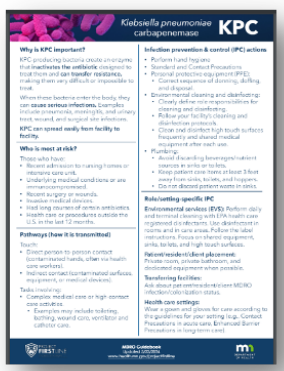 Klebsiella pneumoniae
carbapenemase
KPC
Why is KPC important?
KPC producing bacteria create an enzyme
that inactivates the antibiotic designed to
treat them and can transfer resistance,
making them very difficult or impossible to
treat.
When these bacteria enter the body, they
can cause serious infections. Examples
include pneumonia, meningitis, and urinary
tract, wound, and surgical site infections.
KPC can spread easily from facility to
facility.
Who is most at risk?
Those who have:
• Recent admission to nursing homes or
intensive care unit.
• Underlying medical conditions or are
immunocompromised.
• Recent surgery or wounds.
• Invasive medical devices.
• Had long courses of certain antibiotics.
• Health care or procedures outside the
U.S. in the last 12 months.
Pathways (how it is transmitted)
Touch:
• Direct person to person contact
(contaminated hands, often via health
care workers).
• Indirect contact (contaminated surfaces,
equipment, or medical devices).
Tasks involving:
• Complex medical care or high contact
care activities.
• Examples may include toileting,
bathing, wound care, ventilator and
catheter care.
Infection prevention & control (IPC) actions
• Perform hand hygiene
• Standard and Contact Precautions
• Personal protective equipment (PPE):
• Correct sequence of donning, doffing,
and disposal.
• Environmental cleaning and disinfecting:
• Clearly define role responsibilities for
cleaning and disinfecting.
• Follow your facility's cleaning and
disinfection protocols.
• Clean and disinfect high touch surfaces
frequently and shared medical
equipment after each use.
• Plumbing:
• Avoid discarding beverages/nutrient
sources in sinks or toilets.
• Keep patient care items at least 3 feet
away from sinks, toilets, and hoppers.
• Do not discard patient waste in sinks.
Role/setting-specific IPC
Environmental services (EVS): Perform daily
and terminal cleaning with EPA health care
registered disinfectants. Use disinfectant in
rooms and in care areas. Follow the label
instructions. Focus on shared equipment,
sinks, toilets, and high touch surfaces.
Patient/resident/client placement:
Private room, private bathroom, and
dedicated equipment when possible.
Transferring facilities:
Ask about patient/resident/client MDRO
infection/colonization status.
Health care settings:
Wear a gown and gloves for care according to
the guidelines for your setting (e.g., Contact
Precautions in acute care, Enhanced Barrier
Precautions in long-term care).
PROJECT
FIRSTLINE
MDRO Guidebook